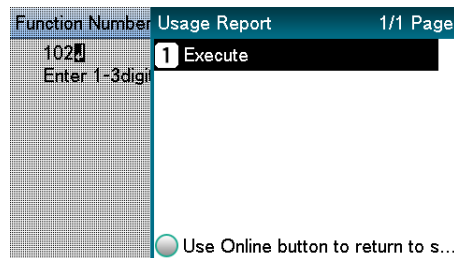 Function Number
102
Enter 1-3digi
Usage Report 1/1 Page
1 Execute
Use Online button to return to s...